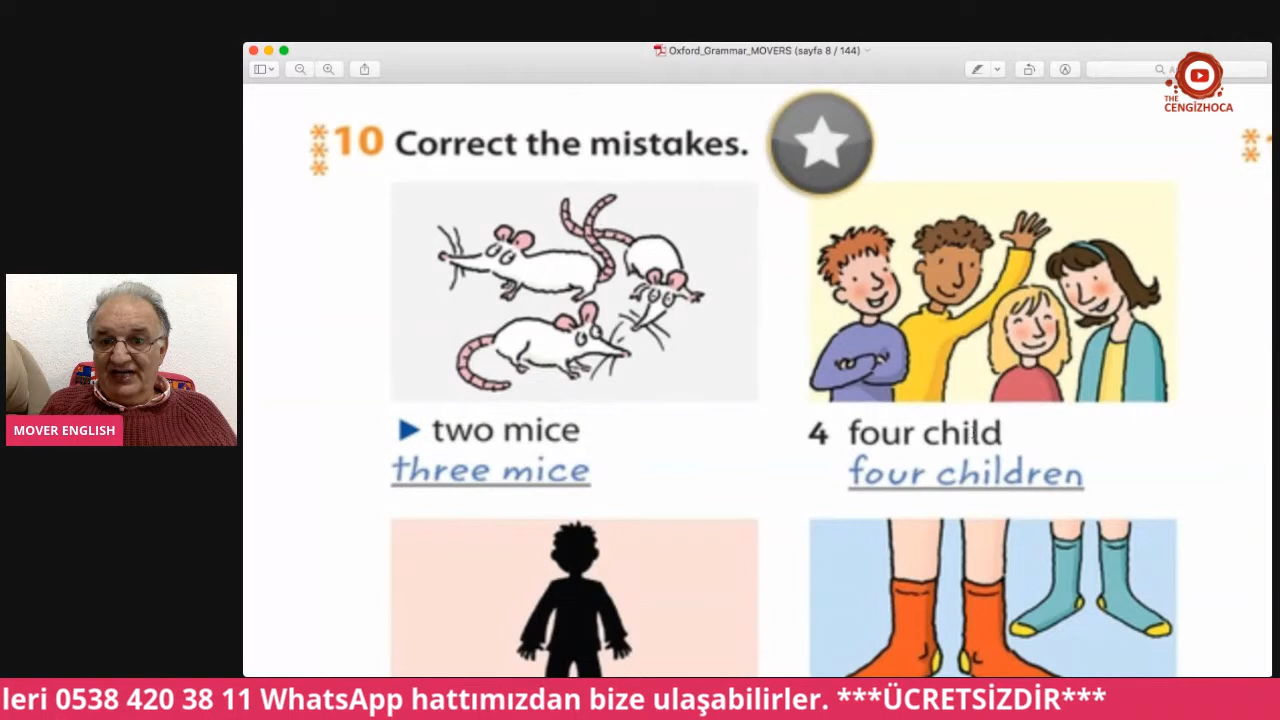 Oxford_Grammar_MOVERS (sayfa 8 / 144)
THE
CENGİZHOCA
10 Correct the mistakes.
two mice
three mice
4 four child
four children
MOVER ENGLISH
leri 0538 420 38 11 WhatsApp hattımızdan bize ulaşabilirler. ***ÜCRETSİZDİR***